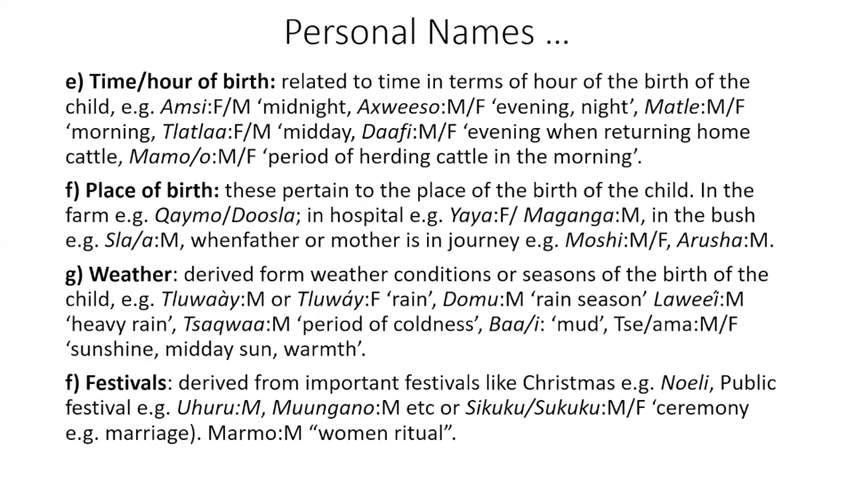 Personal Names …
e) Time/hour of birth: related to time in terms of hour of the birth of the
child, e.g. Amsi:F/M ‘midnight, Axweeso:M/F ‘evening, night’, Matle:M/F
‘morning, Tlatlaa:F/M ‘midday, Daafi:M/F ‘evening when returning home
cattle, Mamo/o:M/F ‘period of herding cattle in the morning’.
f) Place of birth: these pertain to the place of the birth of the child. In the
farm e.g. Qaymo/Doosla; in hospital e.g. Yaya:F/ Maganga:M, in the bush
e.g. Sla/a:M, whenfather or mother is in journey e.g. Moshi:M/F, Arusha:M.
g) Weather: derived form weather conditions or seasons of the birth of the
child, e.g. Tluwaày:M or Tluwáy:F ‘rain’, Domu:M ‘rain season’ Laweeî:M
‘heavy rain’, Tsaqwaa:M ‘period of coldness’, Baa/i: ‘mud’, Tse/ama:M/F
‘sunshine, midday sun, warmth’.
f) Festivals: derived from important festivals like Christmas e.g. Noeli, Public
festival e.g. Uhuru:M, Muungano:M etc or Sikuku/Sukuku:M/F ‘ceremony
e.g. marriage). Marmo:M “women ritual”.